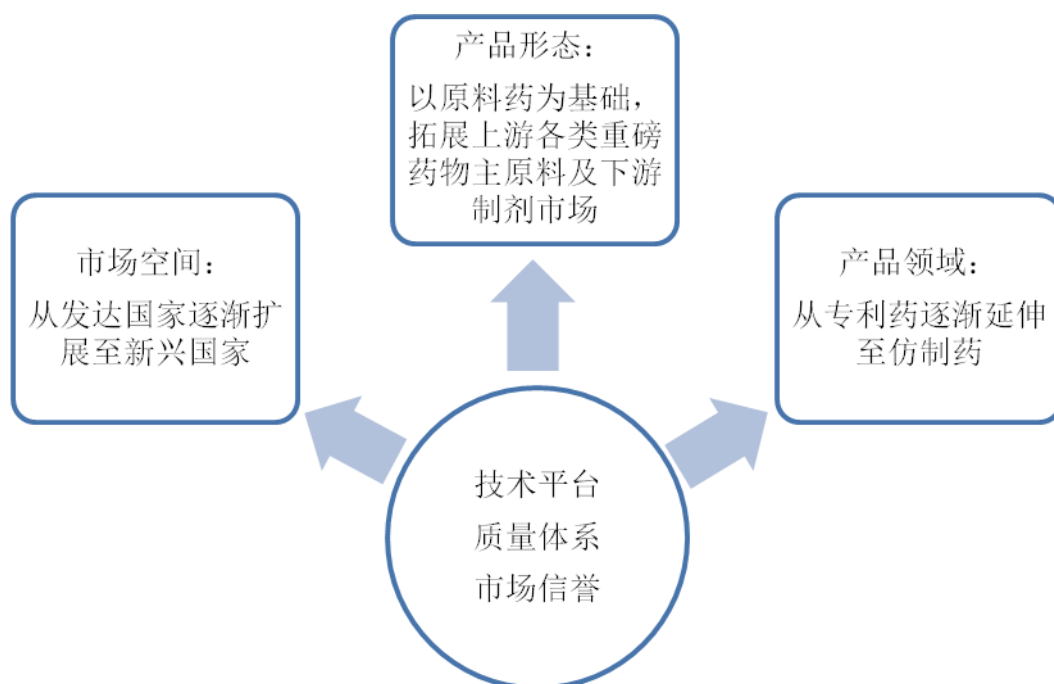 产品形态：
以原料药为基础，
拓展上游各类重磅
药物主原料及下游
制剂市场
市场空间：
从发达国家逐渐扩
展至新兴国家
产品领域：
从专利药逐渐延伸
至仿制药
技术平台
质量体系
市场信誉